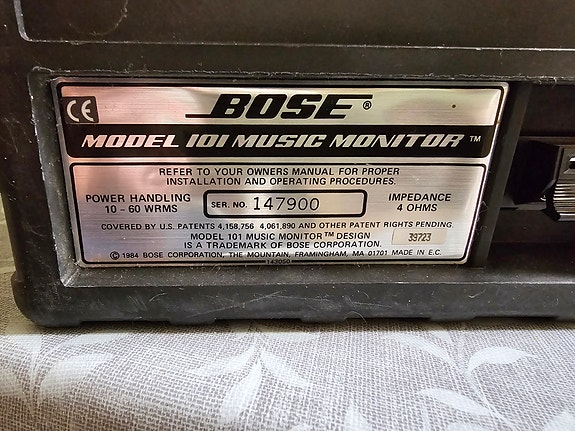 CE
BOSE®
MODEL 101 MUSIC MONITOR™
REFER TO YOUR OWNERS MANUAL FOR PROPER
INSTALLATION AND OPERATING PROCEDURES.
POWER HANDLING
10 - 60 WRMS
SER. NO. 147900
IMPEDANCE
4 OHMS
COVERED BY U.S. PATENTS 4,158,756 4,061,890 AND OTHER PATENT RIGHTS PENDING.
MODEL 101 MUSIC MONITOR™ DESIGN
IS A TRADEMARK OF BOSE CORPORATION.
39723
© 1984 BOSE CORPORATION, THE MOUNTAIN, FRAMINGHAM, MA 01701 MADE IN E.C.
143050